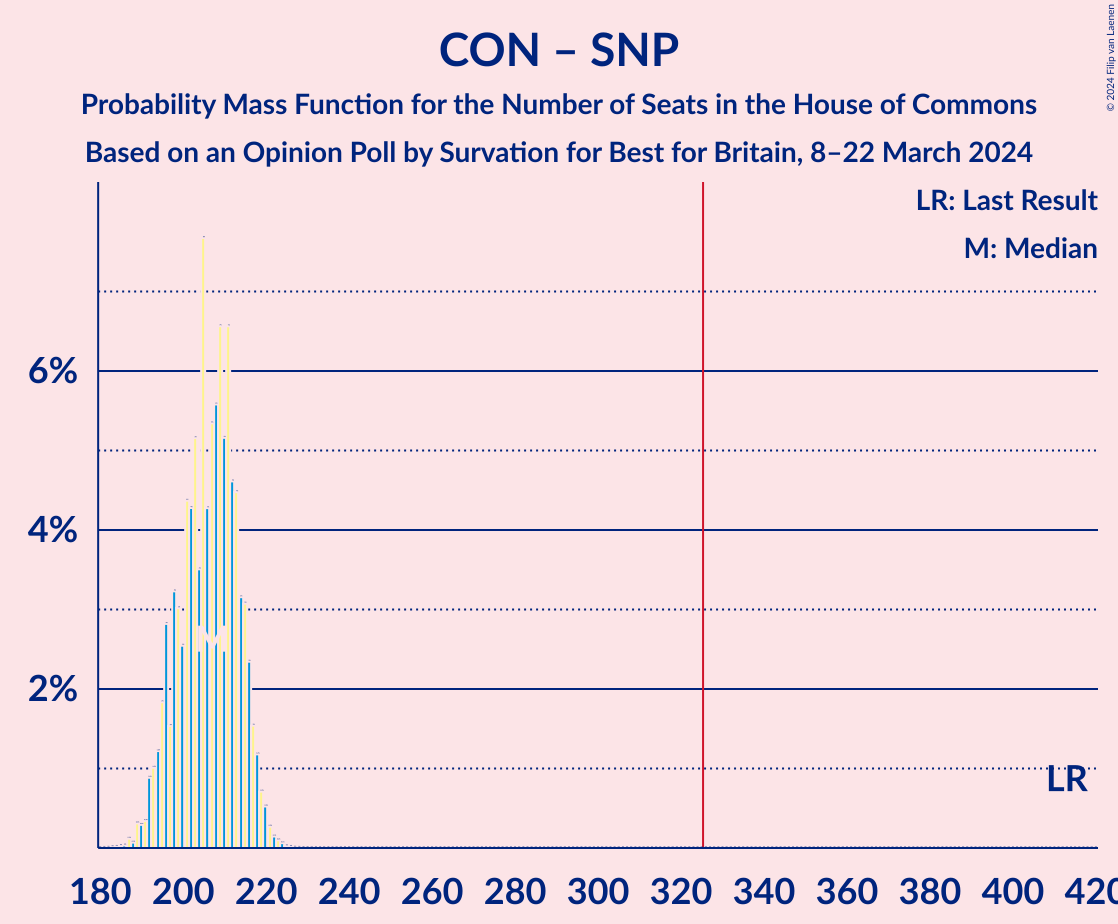 CON – SNP
Probability Mass Function for the Number of Seats in the House of Commons
Based on an Opinion Poll by Survation for Best for Britain, 8–22 March 2024
© 2024 Filip van Laenen
LR: Last Result
M: Median
6%
4%
2%
M
LR
180 200 220 240 260 280 300 320 340 360 380 400 420